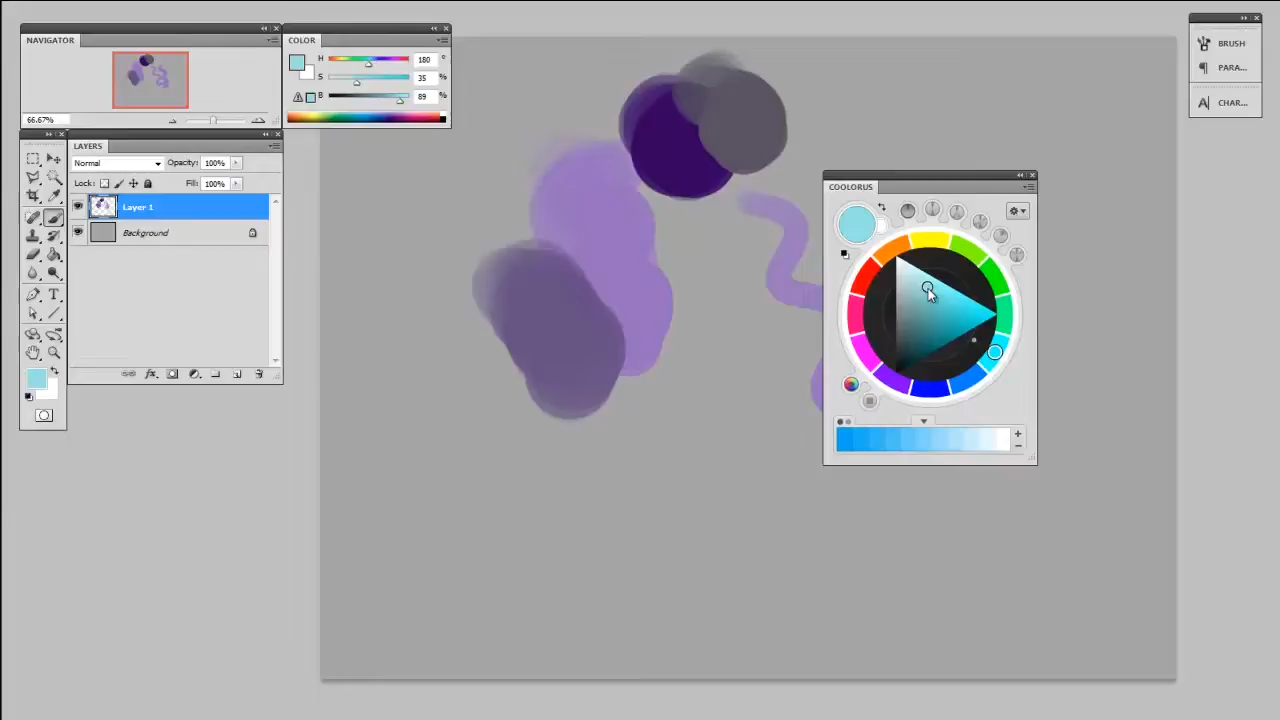 NAVIGATOR
66.67%
COLOR
H 180 °
S 35 %
B 89 %
LAYERS
Normal Opacity: 100%
Lock: Fill: 100%
Layer 1
Background
T
COOLORUS
BRUSH
PARA...
CHAR...